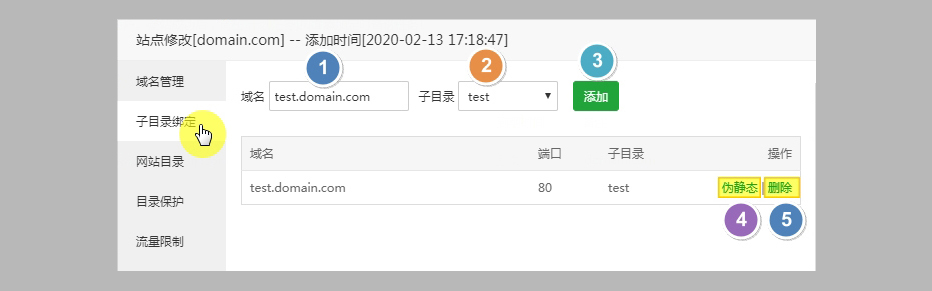 站点修改[domain.com] -- 添加时间[2020-02-13 17:18:47]
域名管理
子目录绑定
网站目录
目录保护
流量限制
1 2 3
域名 test.domain.com 子目录 test 添加
域名 端口 子目录 操作
test.domain.com 80 test 伪静态 | 删除
4 5